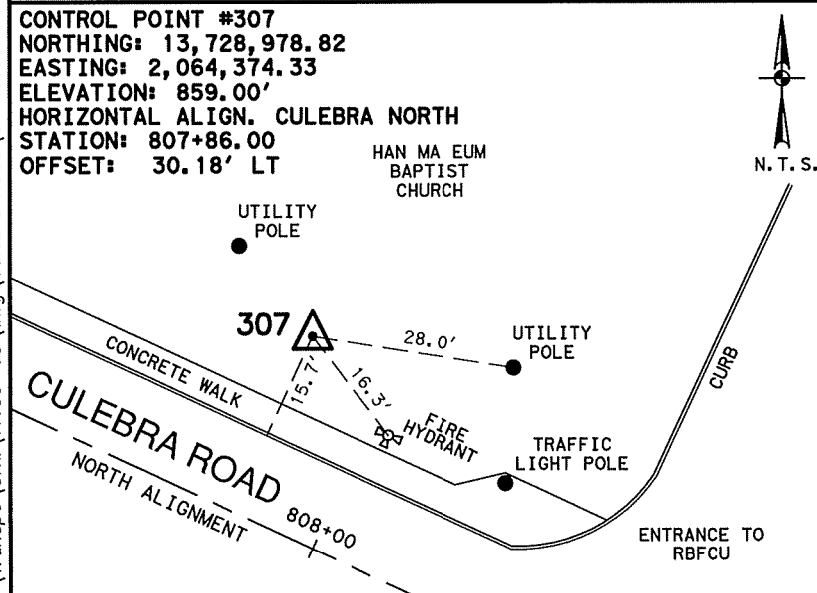 CONTROL POINT #307
NORTHING: 13,728,978.82
EASTING: 2,064,374.33
ELEVATION: 859.00'
HORIZONTAL ALIGN. CULEBRA NORTH
STATION: 807+86.00
OFFSET: 30.18' LT
HAN MA EUM
BAPTIST
CHURCH
N.T.S.
UTILITY
POLE
307
28.0'
UTILITY
POLE
15.7'
16.3'
CONCRETE WALK
CURB
FIRE
HYDRANT
CULEBRA ROAD
TRAFFIC
LIGHT POLE
NORTH ALIGNMENT
808+00
ENTRANCE TO
RBFCU